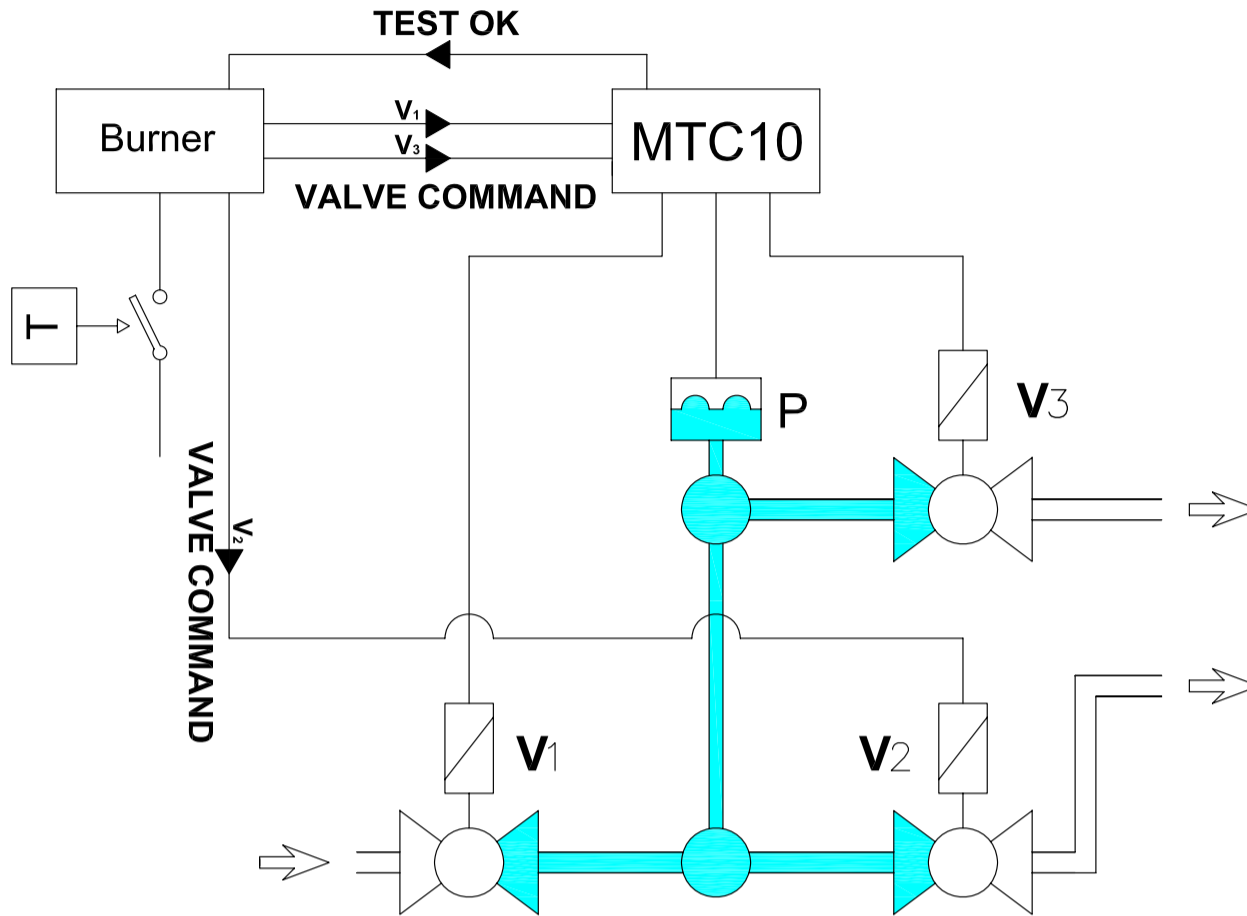 TEST OK
Burner
V1
V3
MTC10
VALVE COMMAND
T
P
V3
VALVE COMMAND
V2
V1
V2